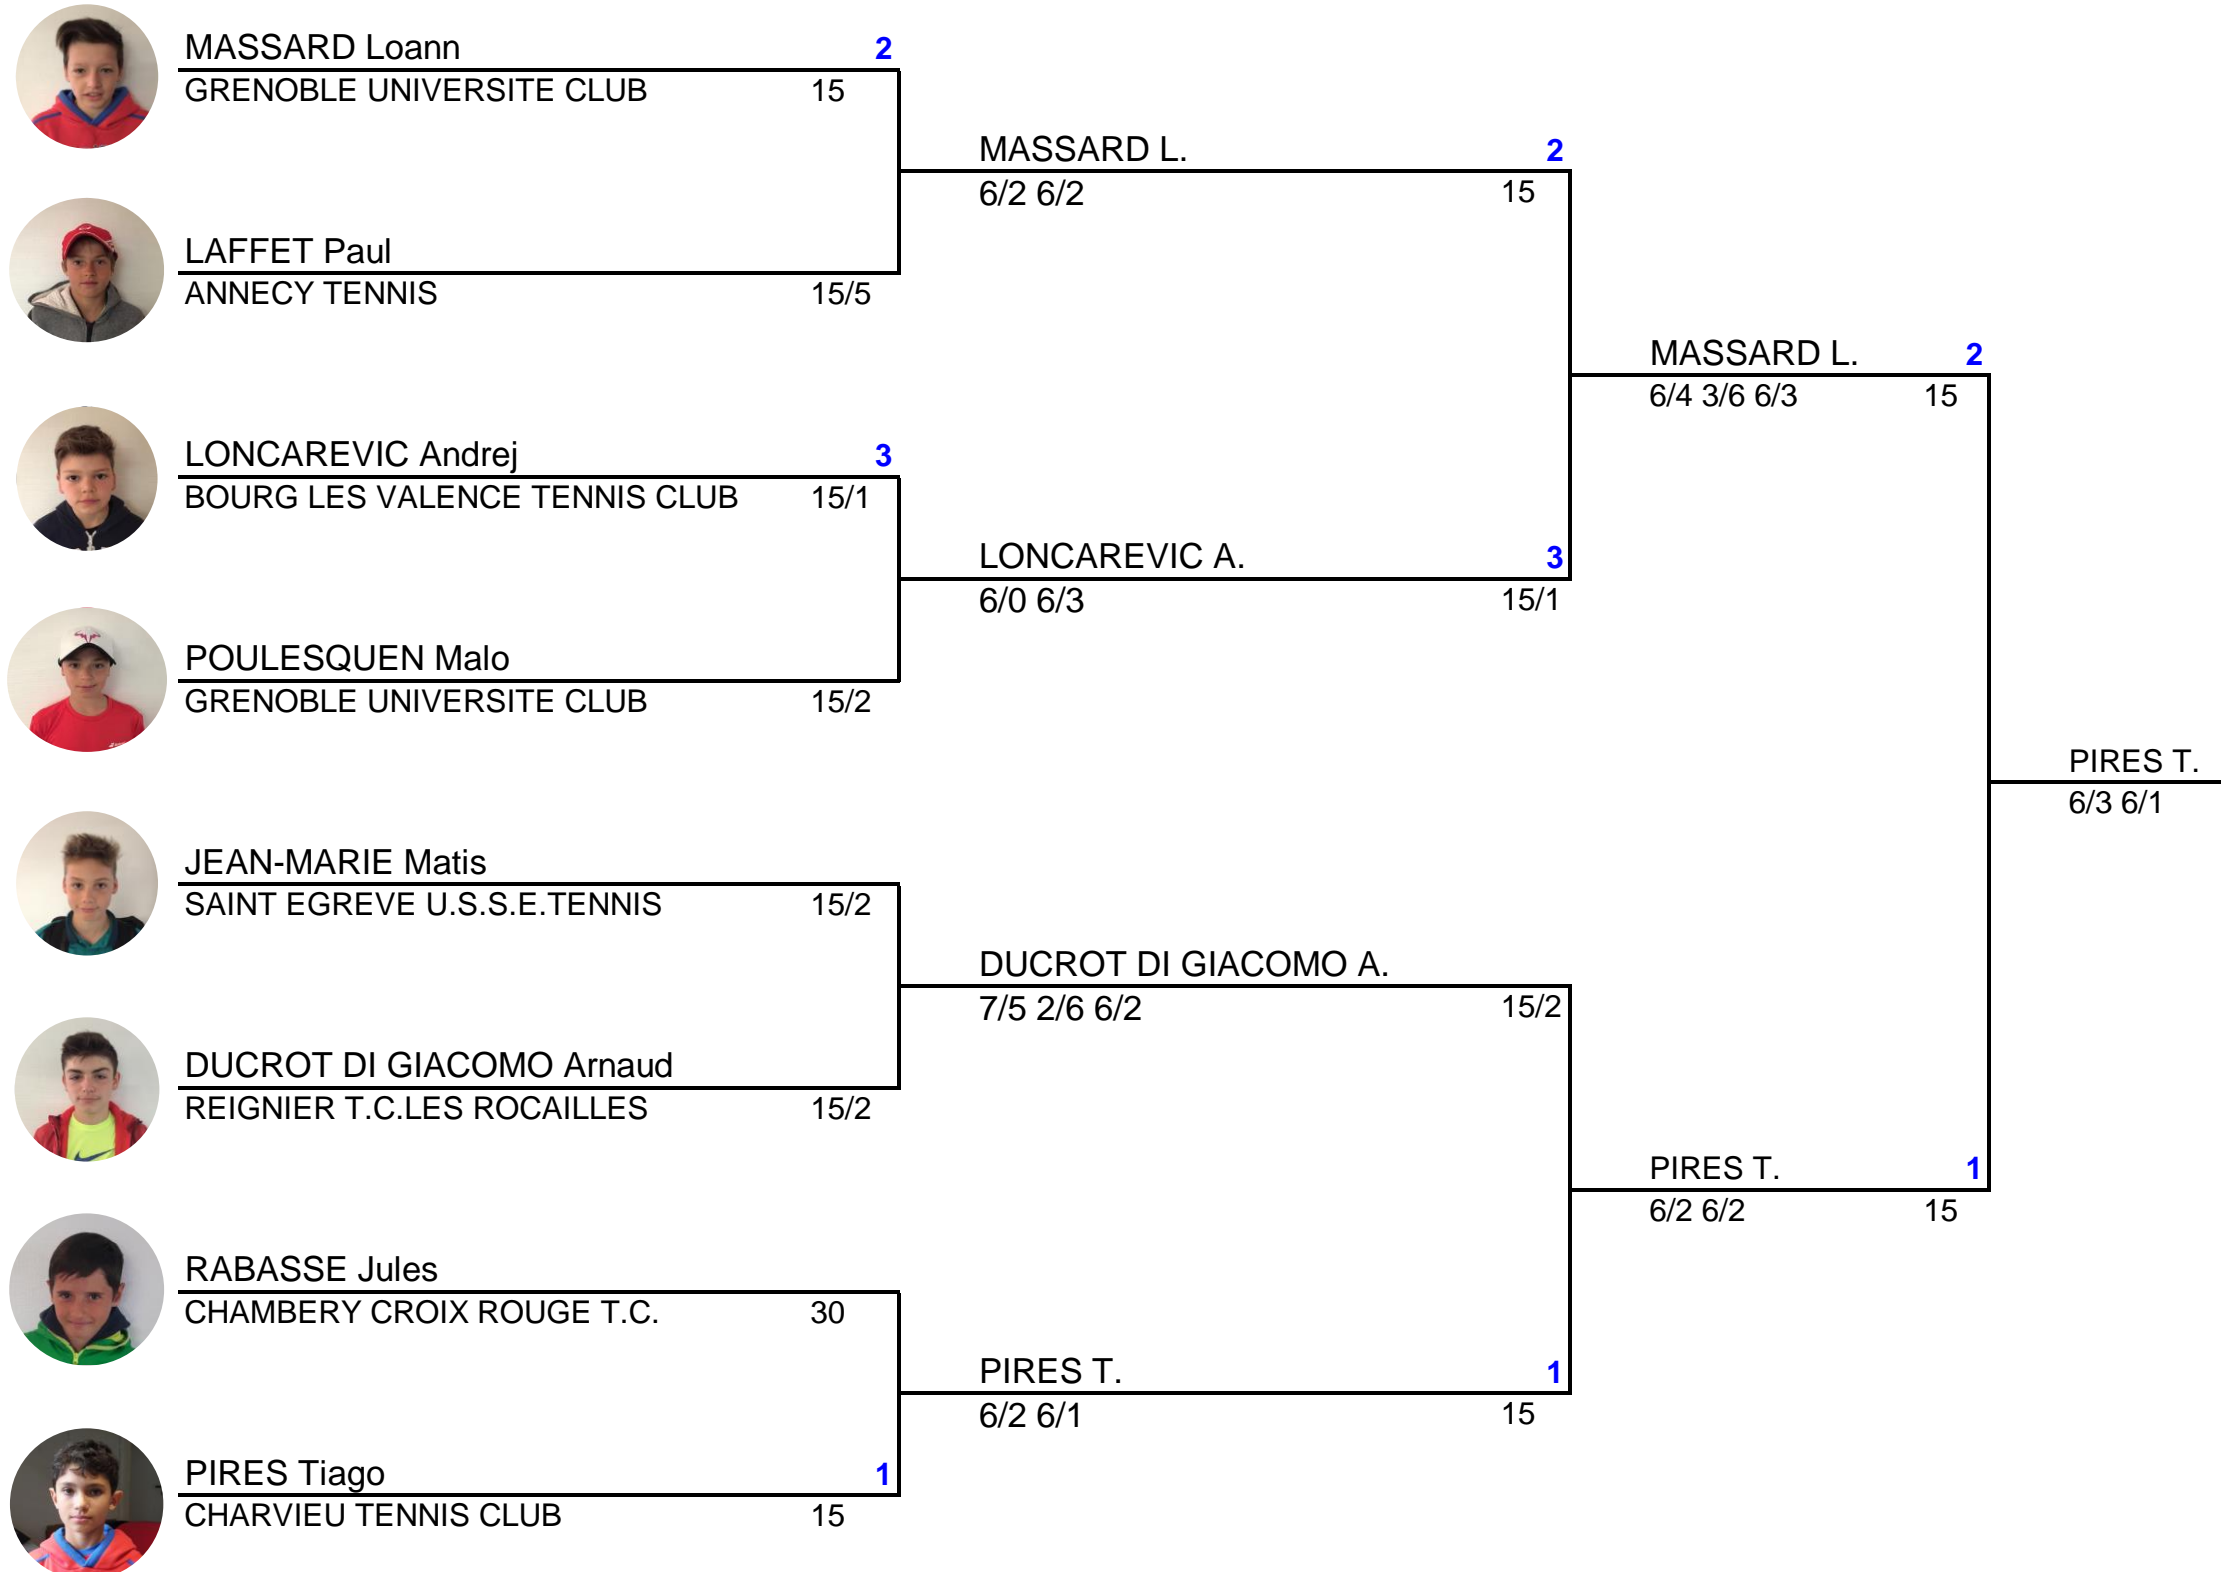 MASSARD Loann 2
GRENOBLE UNIVERSITE CLUB 15
MASSARD L. 2
6/2 6/2 15
LAFFET Paul
ANNECY TENNIS 15/5
MASSARD L. 2
6/4 3/6 6/3 15
LONCAREVIC Andrej 3
BOURG LES VALENCE TENNIS CLUB 15/1
LONCAREVIC A. 3
6/0 6/3 15/1
POULESQUEN Malo
GRENOBLE UNIVERSITE CLUB 15/2
PIRES T.
6/3 6/1
JEAN-MARIE Matis
SAINT EGREVE U.S.S.E.TENNIS 15/2
DUCROT DI GIACOMO A.
7/5 2/6 6/2 15/2
DUCROT DI GIACOMO Arnaud
REIGNIER T.C.LES ROCAILLES 15/2
PIRES T. 1
6/2 6/2 15
RABASSE Jules
CHAMBERY CROIX ROUGE T.C. 30
PIRES T. 1
6/2 6/1 15
PIRES Tiago 1
CHARVIEU TENNIS CLUB 15